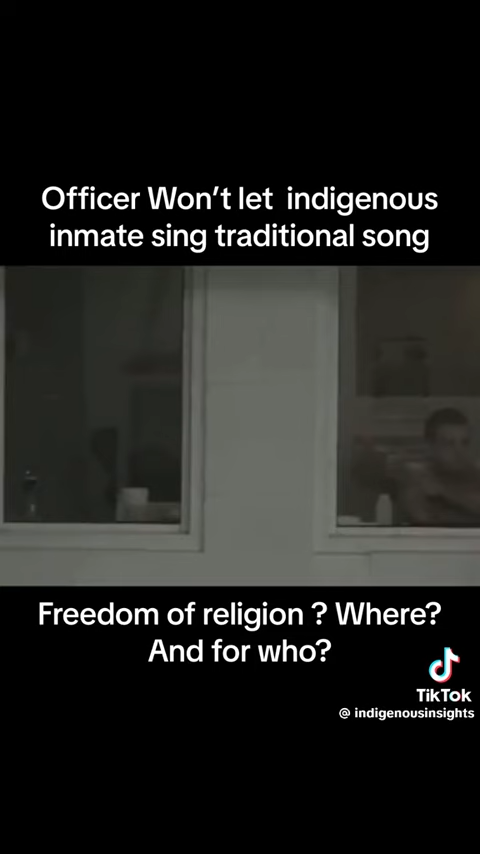 Officer Won’t let  indigenous
inmate sing traditional song
Freedom of religion ? Where?
And for who?
TikTok
@ indigenousinsights